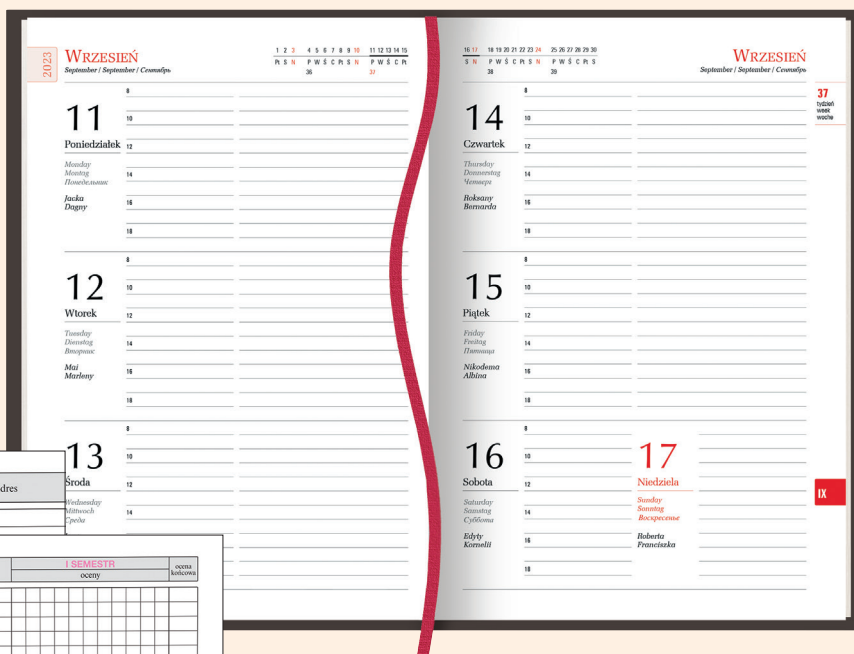 2023
WRZESIEŃ
September / September / Сентябрь
1 2 3 4 5 6 7 8 9 10 11 12 13 14 15
Pt S N P W Ś C Pt S N P W Ś C Pt
36 37
11
Poniedziałek
Monday
Montag
Понедельник
Jacka
Dagny
8
10
12
14
16
18
12
Wtorek
Tuesday
Dienstag
Вторник
Mai
Marleny
8
10
12
14
16
18
13
Środa
Wednesday
Mittwoch
Среда
8
10
12
14
16 17 18 19 20 21 22 23 24 25 26 27 28 29 30
S N P W Ś C Pt S N P W Ś C Pt S
38 39
WRZESIEŃ
September / September / Сентябрь
37
tydzień
week
woche
14
Czwartek
Thursday
Donnerstag
Четверг
Roksany
Bernarda
8
10
12
14
16
18
15
Piątek
Friday
Freitag
Пятница
Nikodema
Albina
8
10
12
14
16
18
16
Sobota
Saturday
Samstag
Суббота
Edyty
Kornelii
8
10
12
14
16
18
17
Niedziela
Sunday
Sonntag
Воскресенье
Roberta
Franciszka
IX
dres
I SEMESTR
oceny
ocena
końcowa